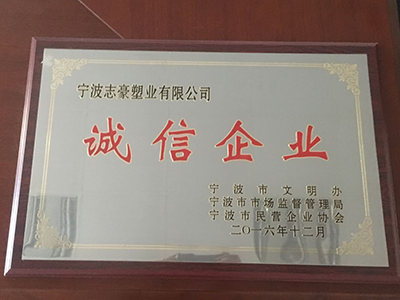 宁波志豪塑业有限公司
诚信企业
宁波市文明办
宁波市市场监督管理局
宁波市民营企业协会
二〇一六年十二月